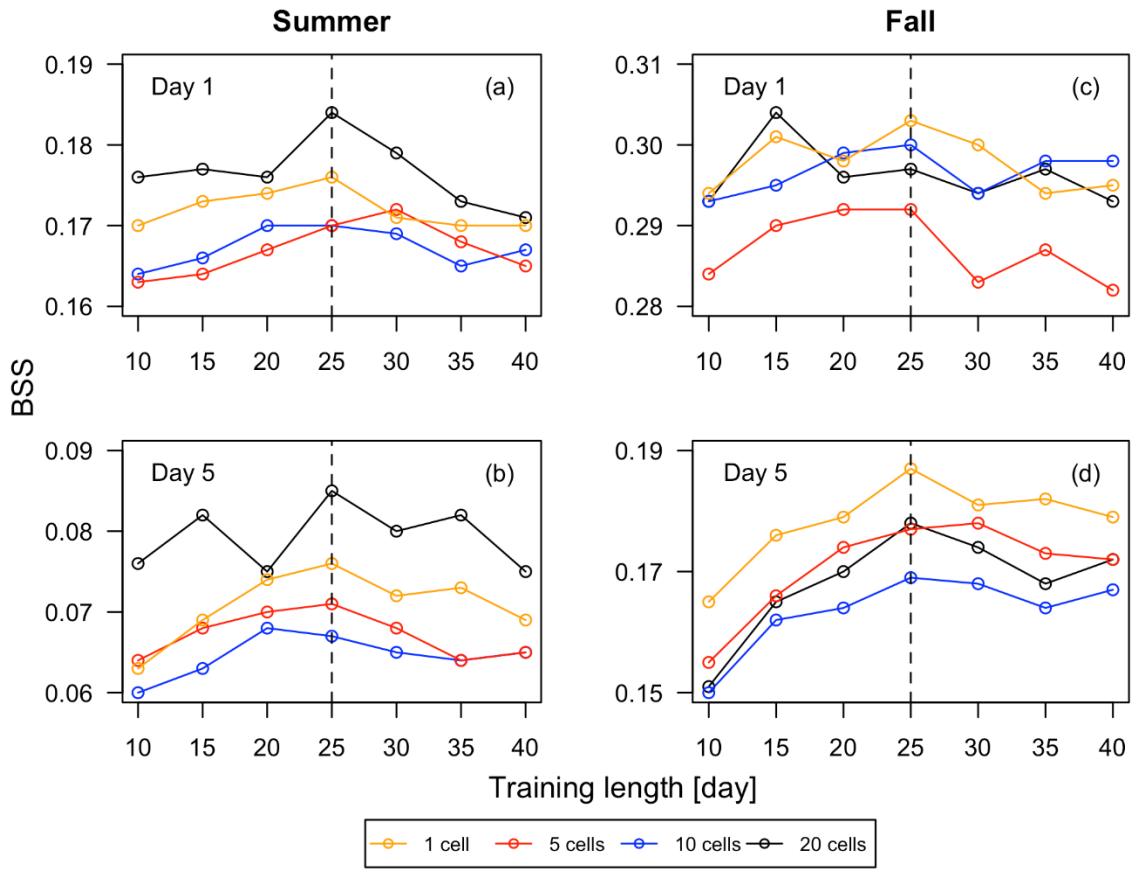 Summer
Fall
0.19
0.18
0.17
0.16
Day 1
(a)
10 15 20 25 30 35 40
0.31
0.30
0.29
0.28
Day 1
(c)
10 15 20 25 30 35 40
BSS
0.09
0.08
0.07
0.06
Day 5
(b)
10 15 20 25 30 35 40
0.19
0.17
0.15
Day 5
(d)
10 15 20 25 30 35 40
Training length [day]
1 cell 5 cells 10 cells 20 cells